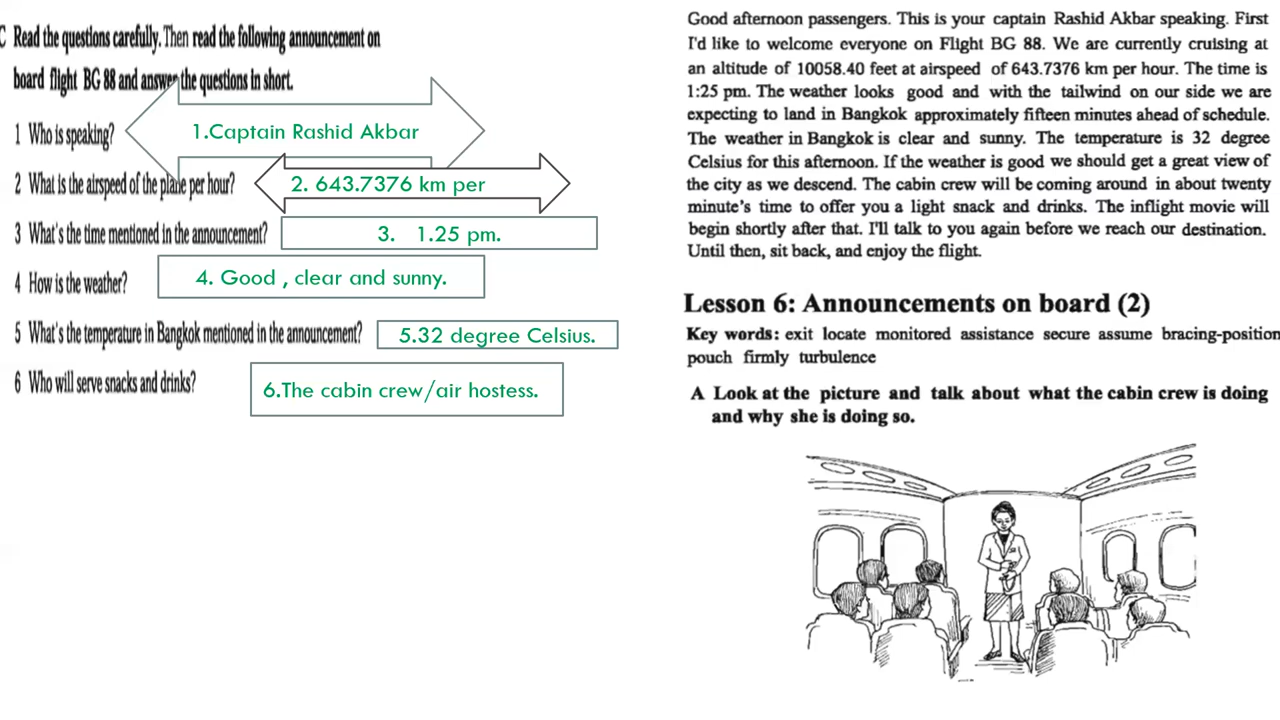 C Read the questions carefully. Then read the following announcement on
board flight BG 88 and answer the questions in short.
1 Who is speaking?
1.Captain Rashid Akbar
2 What is the airspeed of the plane per hour?
2. 643.7376 km per
3 What's the time mentioned in the announcement?
3. 1.25 pm.
4 How is the weather?
4. Good , clear and sunny.
5 What's the temperature in Bangkok mentioned in the announcement?
5.32 degree Celsius.
6 Who will serve snacks and drinks?
6.The cabin crew/air hostess.
Good afternoon passengers. This is your captain Rashid Akbar speaking. First
I'd like to welcome everyone on Flight BG 88. We are currently cruising at
an altitude of 10058.40 feet at airspeed of 643.7376 km per hour. The time is
1:25 pm. The weather looks good and with the tailwind on our side we are
expecting to land in Bangkok approximately fifteen minutes ahead of schedule.
The weather in Bangkok is clear and sunny. The temperature is 32 degree
Celsius for this afternoon. If the weather is good we should get a great view of
the city as we descend. The cabin crew will be coming around in about twenty
minute's time to offer you a light snack and drinks. The inflight movie will
begin shortly after that. I'll talk to you again before we reach our destination.
Until then, sit back, and enjoy the flight.
Lesson 6: Announcements on board (2)
Key words: exit locate monitored assistance secure assume bracing-position
pouch firmly turbulence
A Look at the picture and talk about what the cabin crew is doing
and why she is doing so.